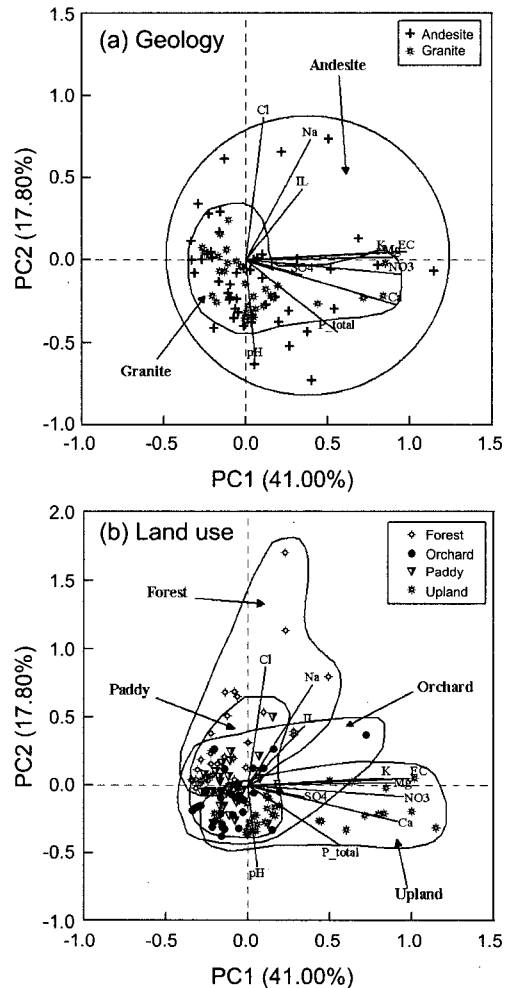 (a) Geology
+ Andesite
Granite
Andesite
Cl
Na
IL
K EC
Mg
SO4 NO3
Ca
P_total
pH
Granite
1.5
1.0
0.5
0.0
-0.5
-1.0
PC2 (17.80%)
-1.0 -0.5 0.0 0.5 1.0 1.5
PC1 (41.00%)
(b) Land use
Forest
Orchard
Paddy
Upland
Forest
Cl
Na
Paddy
Orchard
IL
K EC
Mg
SO4 NO3
Ca
P_total
pH
Upland
2.0
1.5
1.0
0.5
0.0
-0.5
-1.0
PC2 (17.80%)
-1.0 -0.5 0.0 0.5 1.0 1.5
PC1 (41.00%)